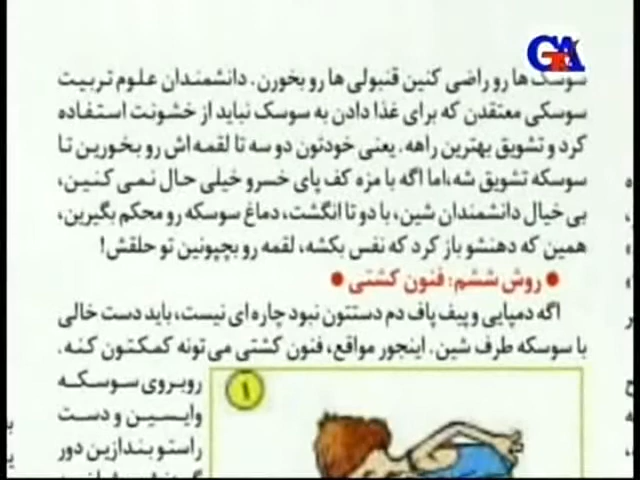 سوسک ها رو راضی کنین قنبولی ها رو بخورن. دانشمندان علوم تربیت
سوسکی معتقدن که برای غذا دادن به سوسک نباید از خشونت استفاده
کرد و تشویق بهترین راهه. یعنی خودتون دو سه تا لقمه اش رو بخورین تا
سوسکه تشویق شه، اما اگه با مزه کف پای خسرو خیلی حال نمی کنین،
بی خیال دانشمندان شین، با دو تا انگشت، دماغ سوسکه رو محکم بگیرین،
همین که دهنشو باز کرد که نفس بکشه، لقمه رو بچپونین تو حلقش!
● روش ششم: فنون کشتی ●
اگه دمپایی و پیف پاف دم دستتون نبود چاره ای نیست، باید دست خالی
با سوسکه طرف شین. اینجور مواقع، فنون کشتی می تونه کمکتون کنه.
روبروی سوسکه
وایسین و دست
راستو بندازین دور
۱